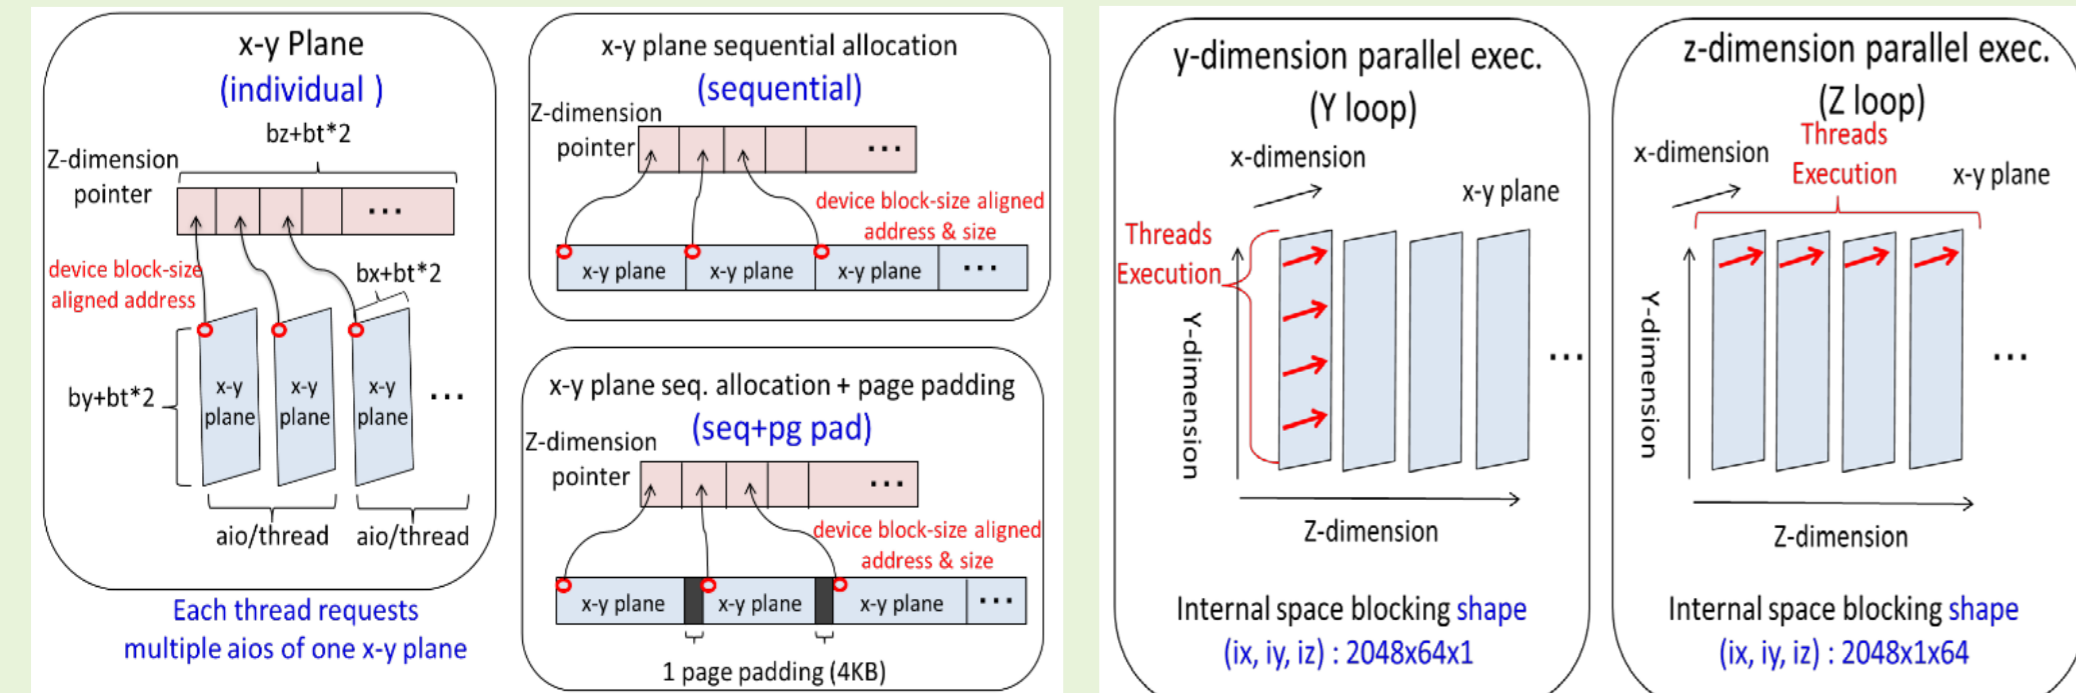 x-y Plane
(individual )
bz+bt*2
Z-dimension
pointer
...
device block-size
aligned address
bx+bt*2
by+bt*2
x-y
plane
x-y
plane
x-y
plane
...
aio/thread
aio/thread
Each thread requests
multiple aios of one x-y plane
x-y plane sequential allocation
(sequential)
Z-dimension
pointer
...
device block-size aligned
address & size
x-y plane
x-y plane
x-y plane
...
x-y plane seq. allocation + page padding
(seq+pg pad)
Z-dimension
pointer
...
device block-size aligned
address & size
x-y plane
x-y plane
x-y plane
...
1 page padding (4KB)
y-dimension parallel exec.
(Y loop)
x-dimension
x-y plane
Threads
Execution
Y-dimension
...
Z-dimension
Internal space blocking shape
(ix, iy, iz) : 2048x64x1
z-dimension parallel exec.
(Z loop)
Threads
Execution
x-dimension
x-y plane
Y-dimension
...
Z-dimension
Internal space blocking shape
(ix, iy, iz) : 2048x1x64